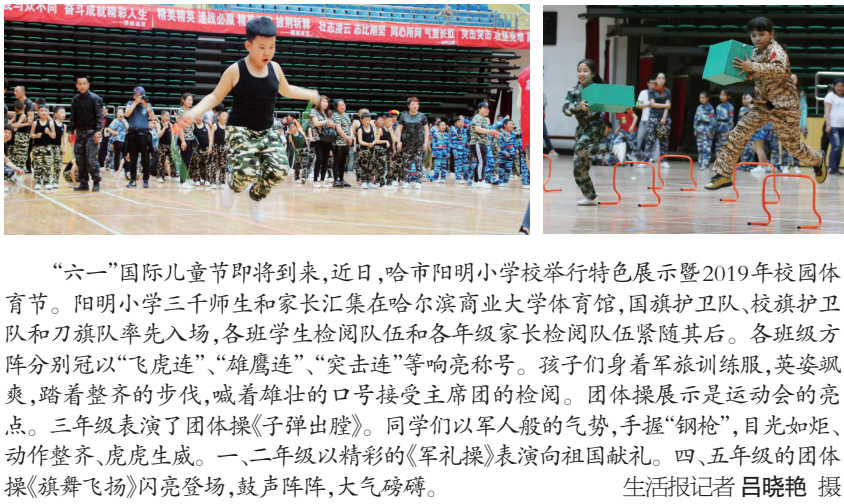 我与众不同 奋斗成就精彩人生
精英精英 逢战必赢
披荆斩棘
壮志凌云 志比刚坚 同心所向 气贯长虹
突击突击
“六一”国际儿童节即将到来,近日,哈市阳明小学校举行特色展示暨2019年校园体
育节。阳明小学三千师生和家长汇集在哈尔滨商业大学体育馆,国旗护卫队、校旗护卫
队和刀旗队率先入场,各班学生检阅队伍和各年级家长检阅队伍紧随其后。各班级方
阵分别冠以“飞虎连”、“雄鹰连”、“突击连”等响亮称号。孩子们身着军旅训练服,英姿飒
爽,踏着整齐的步伐,喊着雄壮的口号接受主席团的检阅。团体操展示是运动会的亮
点。三年级表演了团体操《子弹出膛》。同学们以军人般的气势,手握“钢枪”,目光如炬、
动作整齐、虎虎生威。一、二年级以精彩的《军礼操》表演向祖国献礼。四、五年级的团体
操《旗舞飞扬》闪亮登场,鼓声阵阵,大气磅礴。 生活报记者 吕晓艳 摄